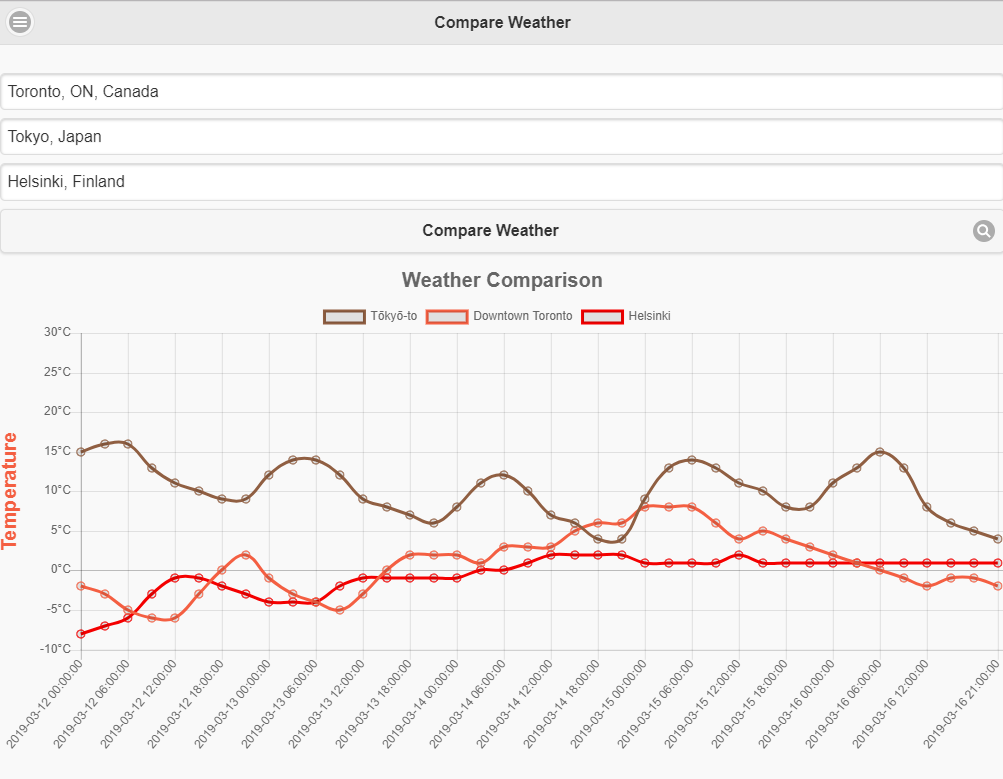 Compare Weather
Toronto, ON, Canada
Tokyo, Japan
Helsinki, Finland
Compare Weather
Weather Comparison
Tōkyō-to Downtown Toronto Helsinki
30°C
25°C
20°C
15°C
10°C
5°C
0°C
-5°C
-10°C
Temperature
2019-03-12 00:00:00
2019-03-12 06:00:00
2019-03-12 12:00:00
2019-03-12 18:00:00
2019-03-13 00:00:00
2019-03-13 06:00:00
2019-03-13 12:00:00
2019-03-13 18:00:00
2019-03-14 00:00:00
2019-03-14 06:00:00
2019-03-14 12:00:00
2019-03-14 18:00:00
2019-03-15 00:00:00
2019-03-15 06:00:00
2019-03-15 12:00:00
2019-03-15 18:00:00
2019-03-16 00:00:00
2019-03-16 06:00:00
2019-03-16 12:00:00
2019-03-16 21:00:00